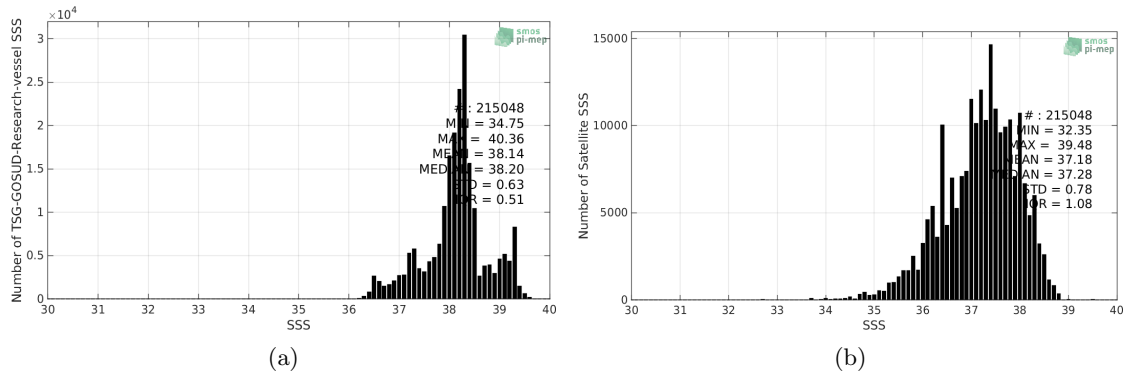 ×10⁴
3
2.5
2
1.5
1
0.5
0
30 31 32 33 34 35 36 37 38 39 40
SSS
Number of TSG-GOSUD-Research-vessel SSS
smos
pi-mep
# : 215048
MIN = 34.75
MAX = 40.36
MEAN = 38.14
MEDIAN = 38.20
STD = 0.63
IQR = 0.51
(a)
15000
10000
5000
0
30 31 32 33 34 35 36 37 38 39 40
SSS
Number of Satellite SSS
smos
pi-mep
# : 215048
MIN = 32.35
MAX = 39.48
MEAN = 37.18
MEDIAN = 37.28
STD = 0.78
IQR = 1.08
(b)